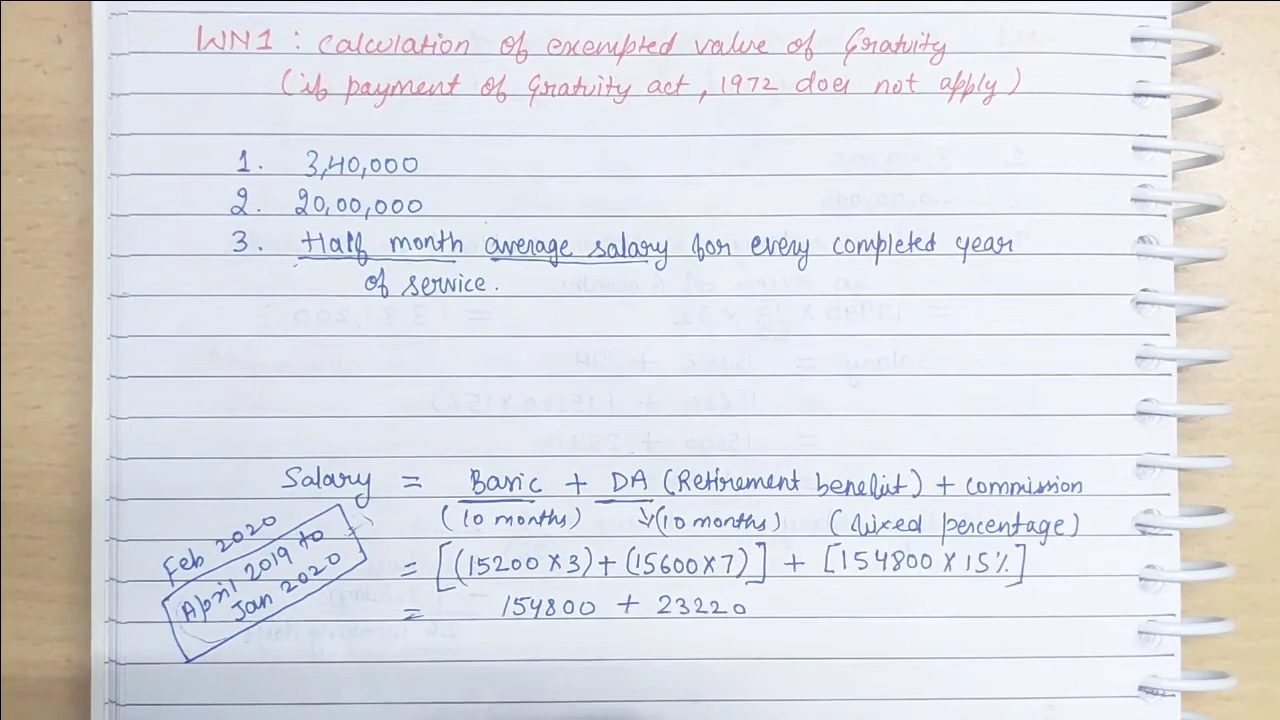 WN1 : Calculation of exempted value of Gratuity
(if payment of Gratuity act, 1972 does not apply)
1. 3,40,000
2. 20,00,000
3. Half month average salary for every completed year
of service.
Salary = Basic + DA (Retirement benefit) + commission
(10 months) ↓(10 months) (fixed percentage)
Feb 2020
April 2019 to
Jan 2020
= [(15200 × 3) + (15600 × 7)] + [154800 × 15%]
= 154800 + 23220